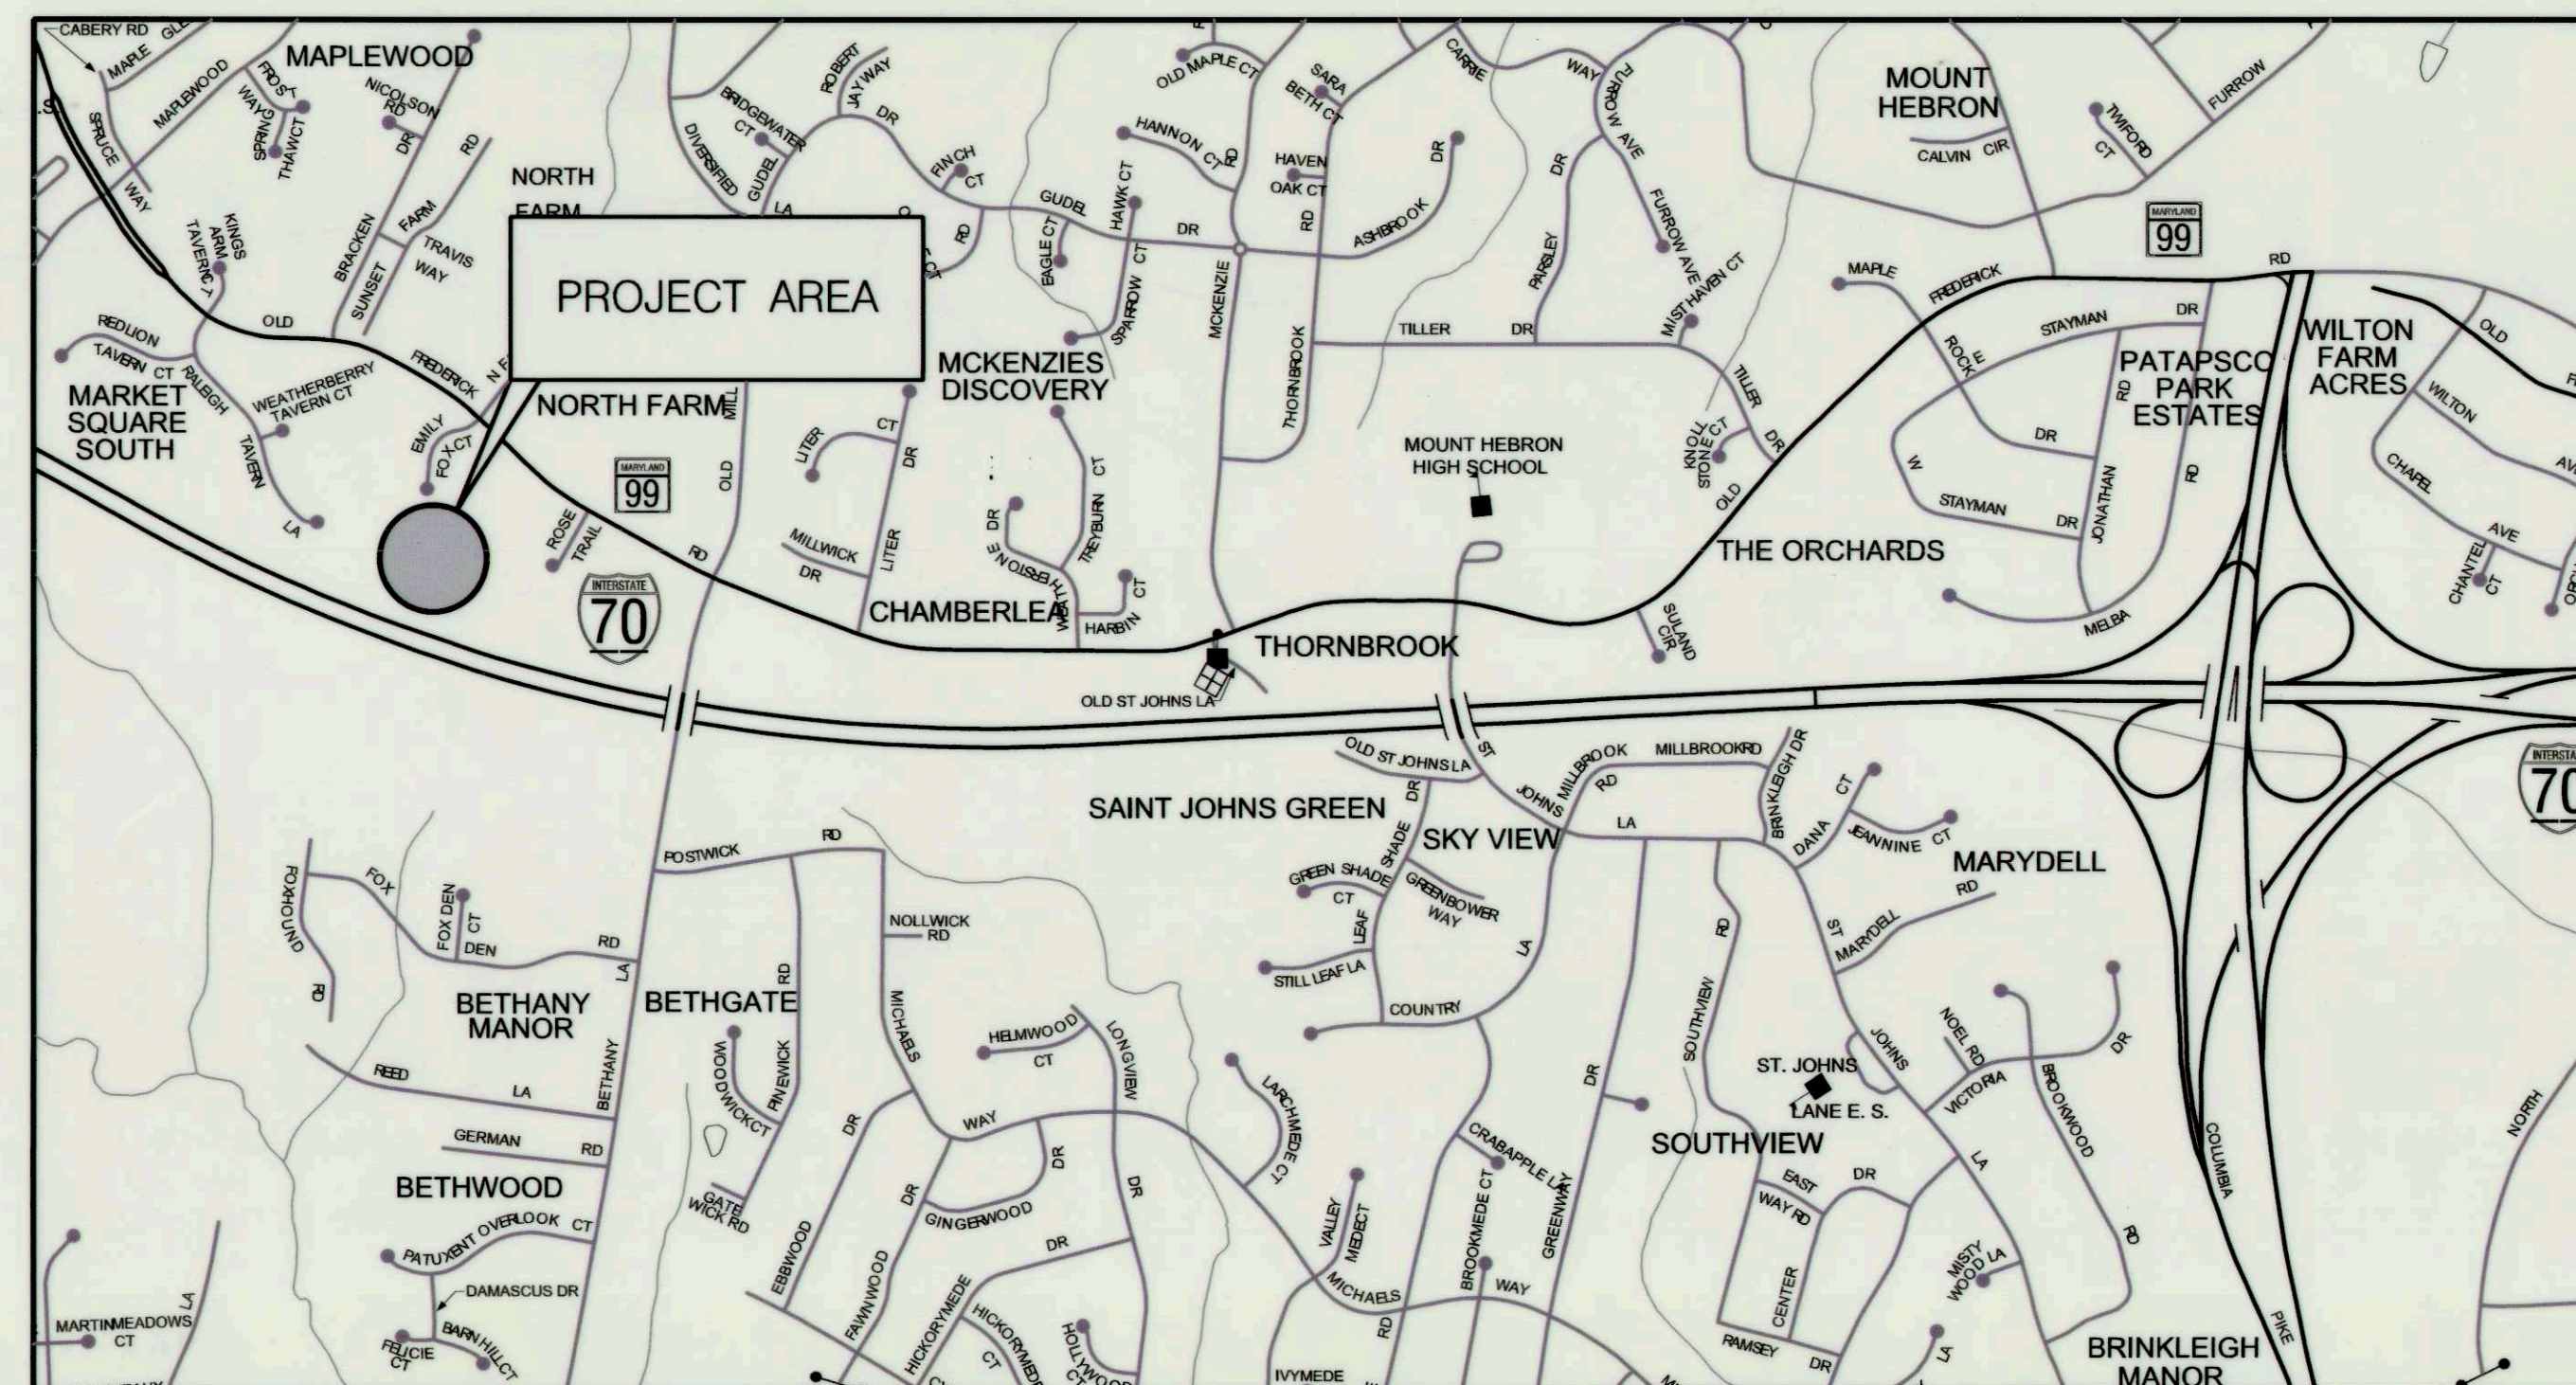 CABERY RD
MAPLE
MAPLEWOOD
MAPLEWOOD
FROST
WAY
SPRING
THAW CT
NICOLSON
RD
DR
RD
SPRUCE
WAY
KINGS
ARM
TAVERN CT
BRACKEN
FARM
SUNSET
TRAVIS
WAY
NORTH
FARM
PROJECT AREA
DIVERSIFIED
LA
BRIDGEWATER
CT
GUDEL
ROBERT
JAY WAY
DR
FINCH
CT
RD
GUDEL
DR
EAGLE CT
HAWK CT
SPARROW CT
OLD MAPLE CT
HANNON CT
RD
SARA
BETH CT
HAVEN
OAK CT
RD
ASHBROOK
DR
MCKENZIE
THORNBROOK
CARRIE
WAY
FURROW AVE
FURROW AVE
PARSLEY
DR
MIST HAVEN CT
TILLER
DR
TILLER
DR
MOUNT
HEBRON
CALVIN CIR
TWIFORD
CT
FURROW
MARYLAND
99
MAPLE
ROCK
FREDERICK
RD
STAYMAN
DR
PATAPSCO
PARK
ESTATES
WILTON
FARM
ACRES
OLD
WILTON
CHAPEL
AVE
CHANTEL
CT
RED LION
TAVERN CT
OLD
FREDERICK
RALEIGH
TAVERN
LA
WEATHERBERRY
TAVERN CT
MARKET
SQUARE
SOUTH
EMILY
FOX CT
NORTH FARM
MARYLAND
99
OLD
MILL
ROSE
TRAIL
RD
INTERSTATE
70
LITER
CT
DR
LITER
MILLWICK
DR
MCKENZIES
DISCOVERY
TREYBURN CT
DR
HARBIN
CT
CHAMBERLEA
THORNBROOK
OLD ST JOHNS LA
MOUNT HEBRON
HIGH SCHOOL
KNOLL
STONE CT
OLD
THE ORCHARDS
SULAND
CIR
W
STAYMAN
DR
E
DR
RD
JONATHAN
RD
MELBA
INTERSTA
70
OLD ST JOHNS LA
ST
JOHNS
LA
MILLBROOK
RD
MILLBROOK RD
BRINKLEIGH DR
DANA
CT
JEANNINE CT
MARYDELL
MARYDELL
RD
SAINT JOHNS GREEN
SKY VIEW
DR
SHADE
LEAF
GREEN SHADE
CT
GREENBOWER
WAY
STILL LEAF LA
COUNTRY
LA
POSTWICK
RD
NOLLWICK
RD
FOXHOUND
RD
FOX
DEN
RD
FOX DEN
CT
BETHANY
LA
BETHANY
MANOR
BETHGATE
RD
PINEWICK
WOODWICK CT
MICHAELS
WAY
HELMWOOD
CT
LONGVIEW
DR
REED
LA
GERMAN
RD
BETHWOOD
GATE
WICK RD
PATUXENT OVERLOOK CT
DAMASCUS DR
BARN HILL CT
FELICIE
CT
MARTIN MEADOWS
CT
LA
EBBWOOD
DR
FAWNWOOD
DR
GINGERWOOD
DR
HICKORYMEDE
DR
HICKORYMEDE
CT
HOLLYWOOD
CT
LARCHMEDE CT
VALLEY
MEDE CT
MICHAELS
WAY
RD
IVYMEDE
BROOKMEDE CT
CRABAPPLE LA
GREENWAY
DR
SOUTHVIEW
RD
SOUTHVIEW
ST
JOHNS
LA
ST. JOHNS
LANE E. S.
NOEL RD
VICTORIA
DR
BROOKWOOD
RD
EAST
WAY RD
DR
CENTER
RAMSEY
DR
MISTY
WOOD LA
LA
COLUMBIA
PIKE
NORTH
BRINKLEIGH
MANOR